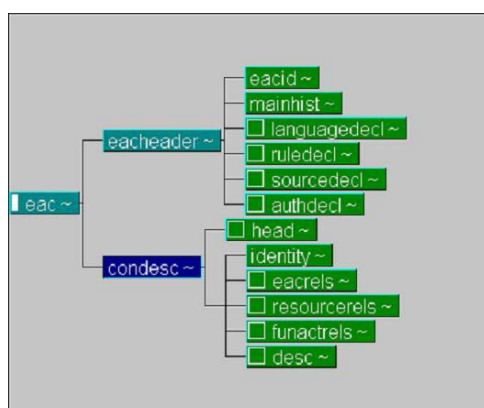 eac ~
eacheader ~
eacid ~
mainhist ~
languagedecl ~
ruledecl ~
sourcedecl ~
authdecl ~
condesc ~
head ~
identity ~
eacrels ~
resourcerels ~
funactrels ~
desc ~